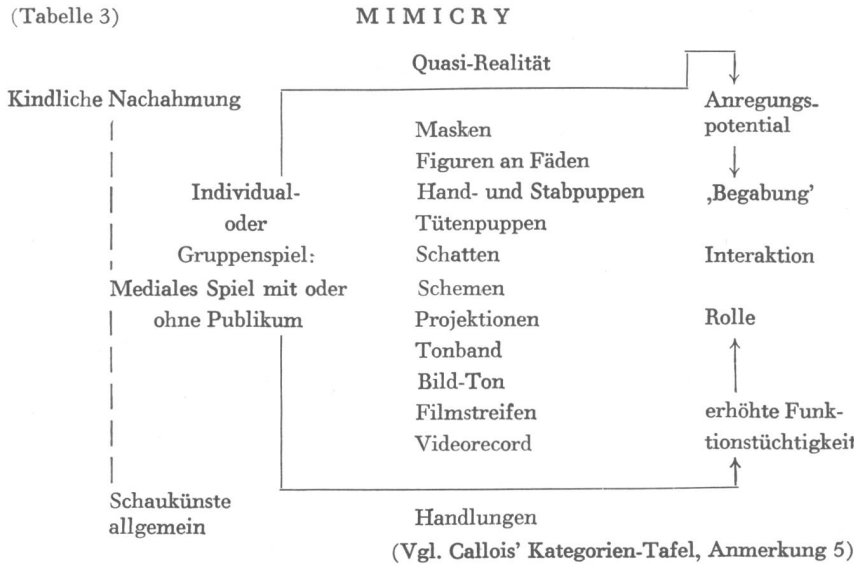 (Tabelle 3)
MIMICRY
Quasi-Realität
Kindliche Nachahmung
Anregungs-
potential
Masken
Figuren an Fäden
Individual-
Hand- und Stabpuppen
‚Begabung’
oder
Tütenpuppen
Gruppenspiel:
Schatten
Interaktion
Mediales Spiel mit oder
Schemen
ohne Publikum
Projektionen
Rolle
Tonband
Bild-Ton
Filmstreifen
erhöhte Funk-
Videorecord
tionstüchtigkeit
Schaukünste
allgemein
Handlungen
(Vgl. Callois’ Kategorien-Tafel, Anmerkung 5)